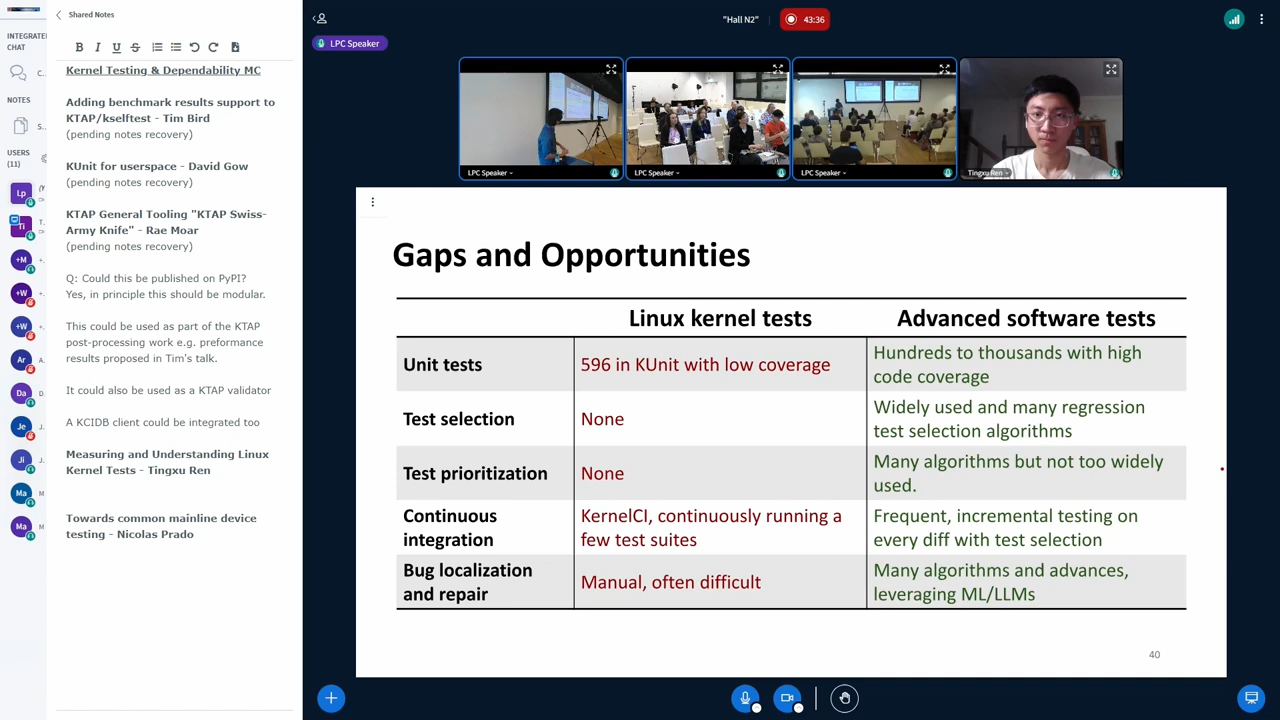 Shared Notes
"Hall N2"
43:36
LPC Speaker
INTEGRATE
CHAT
C...
NOTES
S...
USERS
(11)
Lp
Ti
T.
+M
+.
+W
+.
+W
+.
Ar
A.
Da
D.
Je
J.
Ji
J.
Ma
M
Ma
M
B I U S
Kernel Testing & Dependability MC
Adding benchmark results support to
KTAP/kselftest - Tim Bird
(pending notes recovery)
KUnit for userspace - David Gow
(pending notes recovery)
KTAP General Tooling "KTAP Swiss-
Army Knife" - Rae Moar
(pending notes recovery)
Q: Could this be published on PyPI?
Yes, in principle this should be modular.
This could be used as part of the KTAP
post-processing work e.g. preformance
results proposed in Tim's talk.
It could also be used as a KTAP validator
A KCIDB client could be integrated too
Measuring and Understanding Linux
Kernel Tests - Tingxu Ren
Towards common mainline device
testing - Nicolas Prado
LPC Speaker
LPC Speaker
LPC Speaker
Tingxu Ren
Gaps and Opportunities
Linux kernel tests
Advanced software tests
Unit tests
596 in KUnit with low coverage
Hundreds to thousands with high
code coverage
Test selection
None
Widely used and many regression
test selection algorithms
Test prioritization
None
Many algorithms but not too widely
used.
Continuous
integration
KernelCI, continuously running a
few test suites
Frequent, incremental testing on
every diff with test selection
Bug localization
and repair
Manual, often difficult
Many algorithms and advances,
leveraging ML/LLMs
40